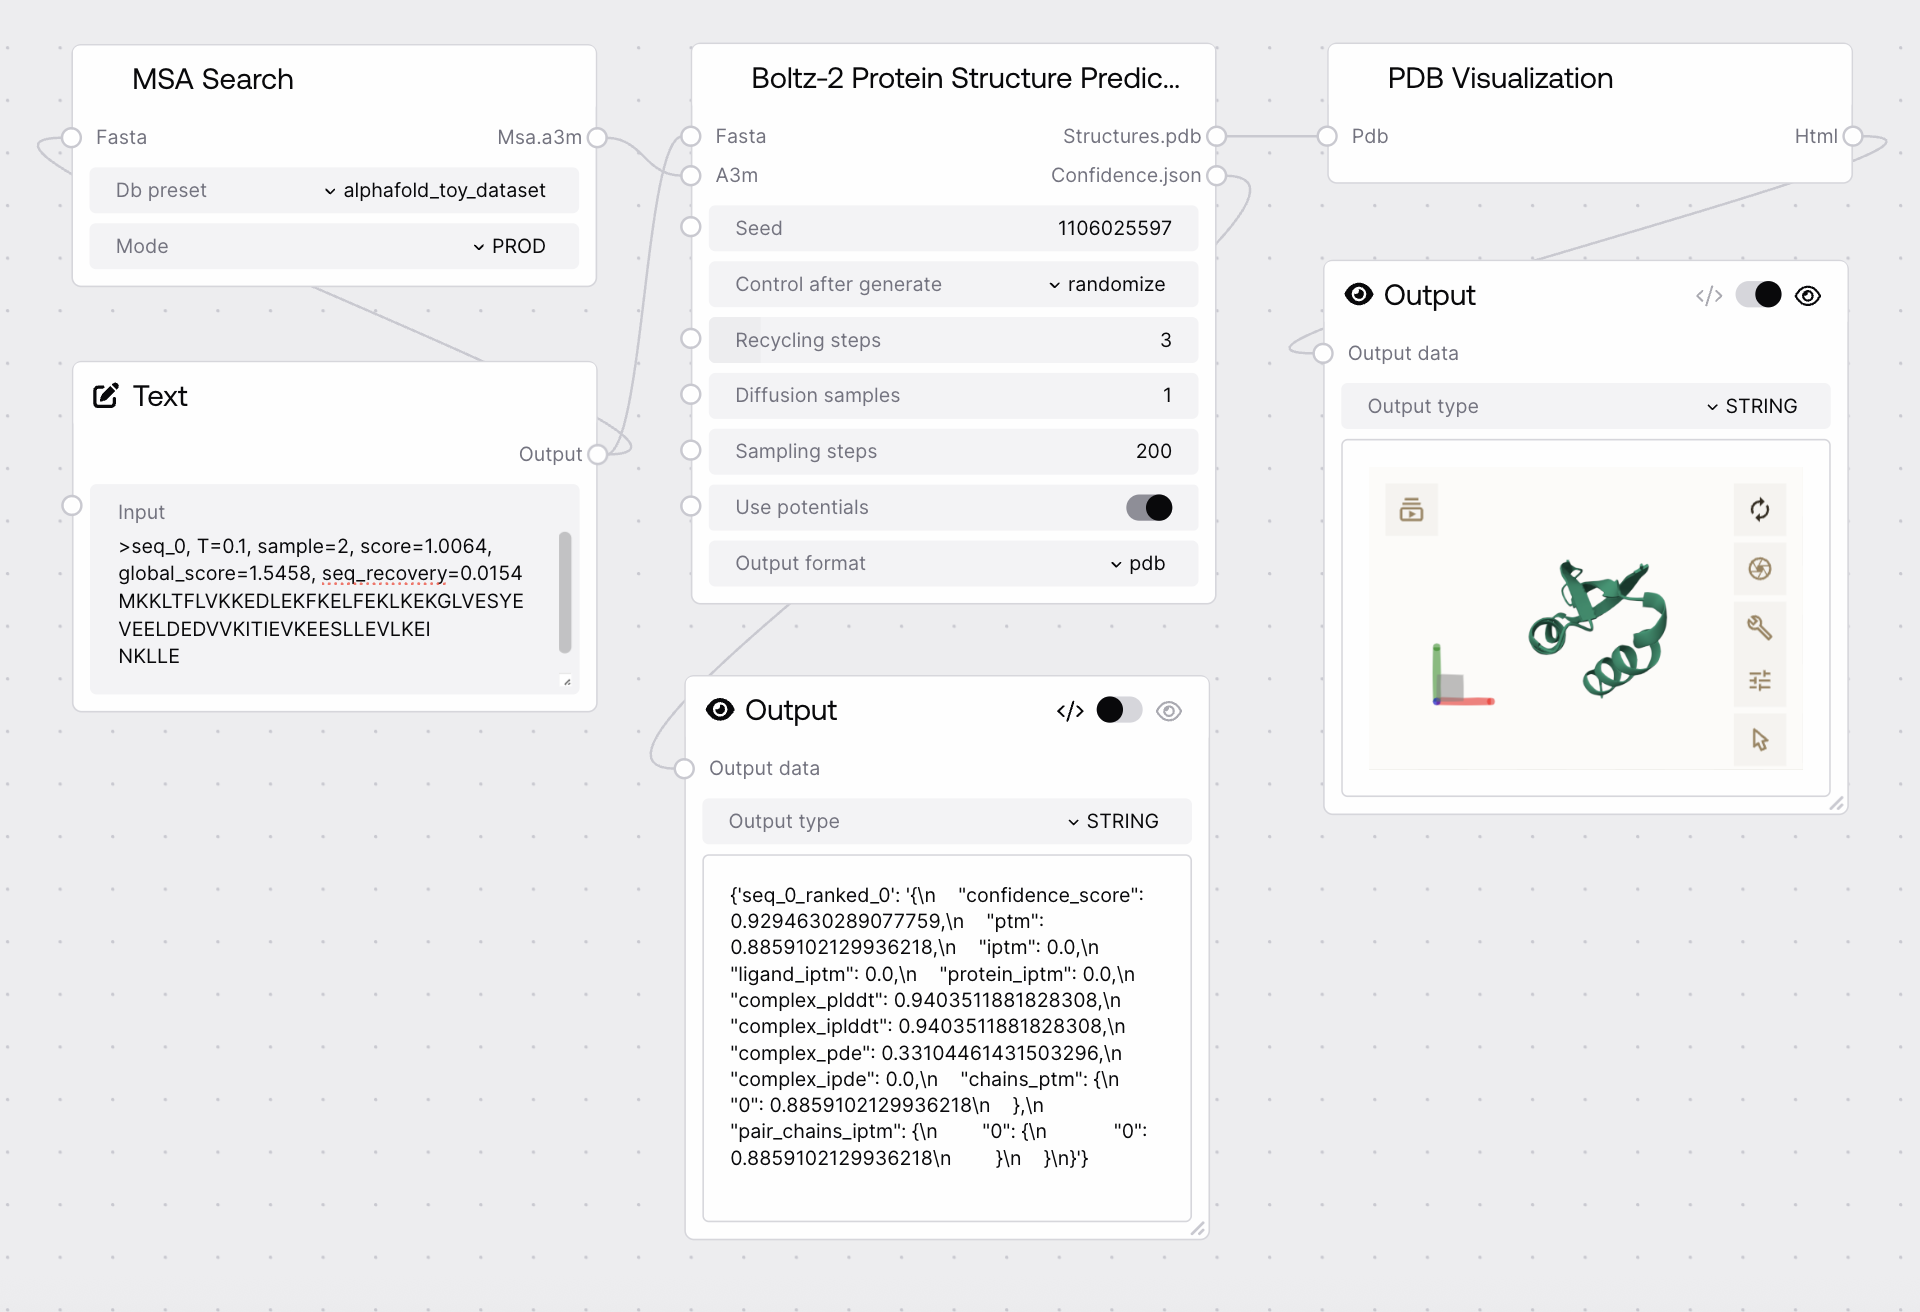 MSA Search
Fasta
Msa.a3m
Db preset
alphafold_toy_dataset
Mode
PROD
Text
Output
Input
>seq_0, T=0.1, sample=2, score=1.0064,
global_score=1.5458, seq_recovery=0.0154
MKKLTFLVKKEDLEKFKELFEKLKEKGLVESYE
VEELDEDVVKITIEVKEESLLEVLKEI
NKLLE
Boltz-2 Protein Structure Predic...
Fasta
Structures.pdb
A3m
Confidence.json
Seed
1106025597
Control after generate
randomize
Recycling steps
3
Diffusion samples
1
Sampling steps
200
Use potentials
Output format
pdb
Output
</>
Output data
Output type
STRING
{'seq_0_ranked_0': '{\n    "confidence_score":
0.9294630289077759,\n    "ptm":
0.8859102129936218,\n    "iptm": 0.0,\n
"ligand_iptm": 0.0,\n    "protein_iptm": 0.0,\n
"complex_plddt": 0.9403511881828308,\n
"complex_iplddt": 0.9403511881828308,\n
"complex_pde": 0.33104461431503296,\n
"complex_ipde": 0.0,\n    "chains_ptm": {\n
"0": 0.8859102129936218\n    },\n
"pair_chains_iptm": {\n        "0": {\n            "0":
0.8859102129936218\n        }\n    }\n}'}
PDB Visualization
Pdb
Html
Output
</>
Output data
Output type
STRING